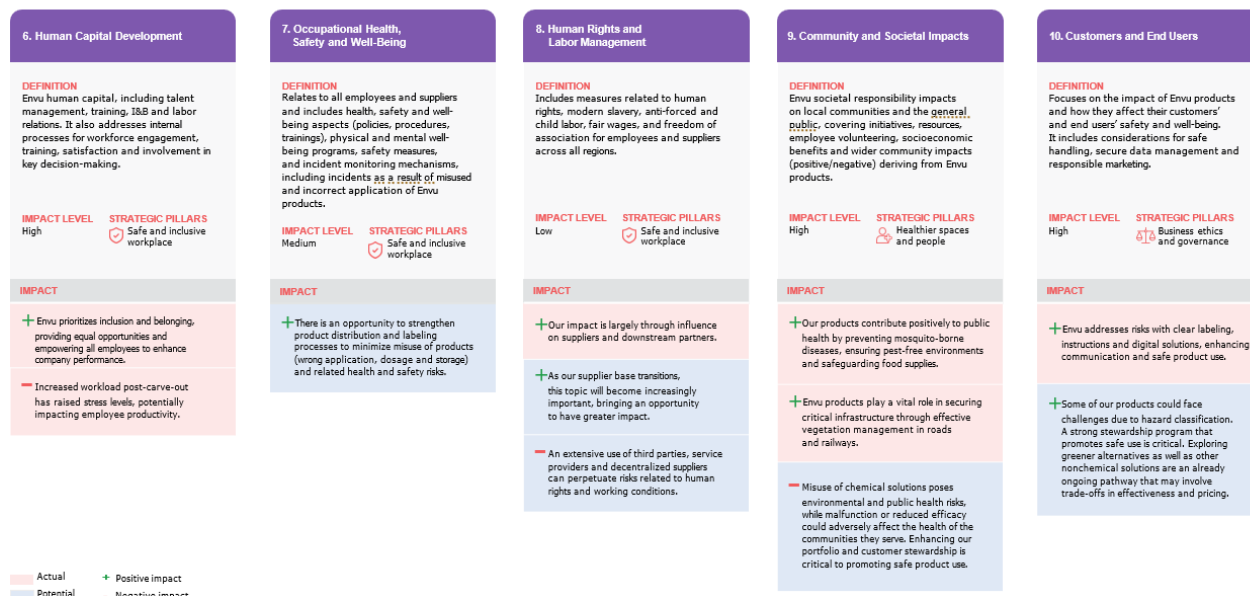 6. Human Capital Development
DEFINITION
Envu human capital, including talent
management, training, I&B and labor
relations. It also addresses internal
processes for workforce engagement,
training, satisfaction and involvement in
key decision-making.
IMPACT LEVEL
High
STRATEGIC PILLARS
Safe and inclusive
workplace
IMPACT
+ Envu prioritizes inclusion and belonging,
providing equal opportunities and
empowering all employees to enhance
company performance.
− Increased workload post-carve-out
has raised stress levels, potentially
impacting employee productivity.
7. Occupational Health,
Safety and Well-Being
DEFINITION
Relates to all employees and suppliers
and includes health, safety and well-
being aspects (policies, procedures,
trainings), physical and mental well-
being programs, safety measures,
and incident monitoring mechanisms,
including incidents as a result of misused
and incorrect application of Envu
products.
IMPACT LEVEL
Medium
STRATEGIC PILLARS
Safe and inclusive
workplace
IMPACT
+ There is an opportunity to strengthen
product distribution and labeling
processes to minimize misuse of products
(wrong application, dosage and storage)
and related health and safety risks.
8. Human Rights and
Labor Management
DEFINITION
Includes measures related to human
rights, modern slavery, anti-forced and
child labor, fair wages, and freedom of
association for employees and suppliers
across all regions.
IMPACT LEVEL
Low
STRATEGIC PILLARS
Safe and inclusive
workplace
IMPACT
+ Our impact is largely through influence
on suppliers and downstream partners.
+ As our supplier base transitions,
this topic will become increasingly
important, bringing an opportunity
to have greater impact.
− An extensive use of third parties, service
providers and decentralized suppliers
can perpetuate risks related to human
rights and working conditions.
9. Community and Societal Impacts
DEFINITION
Envu societal responsibility impacts
on local communities and the general
public, covering initiatives, resources,
employee volunteering, socioeconomic
benefits and wider community impacts
(positive/negative) deriving from Envu
products.
IMPACT LEVEL
High
STRATEGIC PILLARS
Healthier spaces
and people
IMPACT
+ Our products contribute positively to public
health by preventing mosquito-borne
diseases, ensuring pest-free environments
and safeguarding food supplies.
+ Envu products play a vital role in securing
critical infrastructure through effective
vegetation management in roads
and railways.
− Misuse of chemical solutions poses
environmental and public health risks,
while malfunction or reduced efficacy
could adversely affect the health of the
communities they serve. Enhancing our
portfolio and customer stewardship is
critical to promoting safe product use.
10. Customers and End Users
DEFINITION
Focuses on the impact of Envu products
and how they affect their customers'
and end users' safety and well-being.
It includes considerations for safe
handling, secure data management and
responsible marketing.
IMPACT LEVEL
High
STRATEGIC PILLARS
Business ethics
and governance
IMPACT
+ Envu addresses risks with clear labeling,
instructions and digital solutions, enhancing
communication and safe product use.
+ Some of our products could face
challenges due to hazard classification.
A strong stewardship program that
promotes safe use is critical. Exploring
greener alternatives as well as other
nonchemical solutions are an already
ongoing pathway that may involve
trade-offs in effectiveness and pricing.
Actual
Potential
+ Positive impact
Negative impact